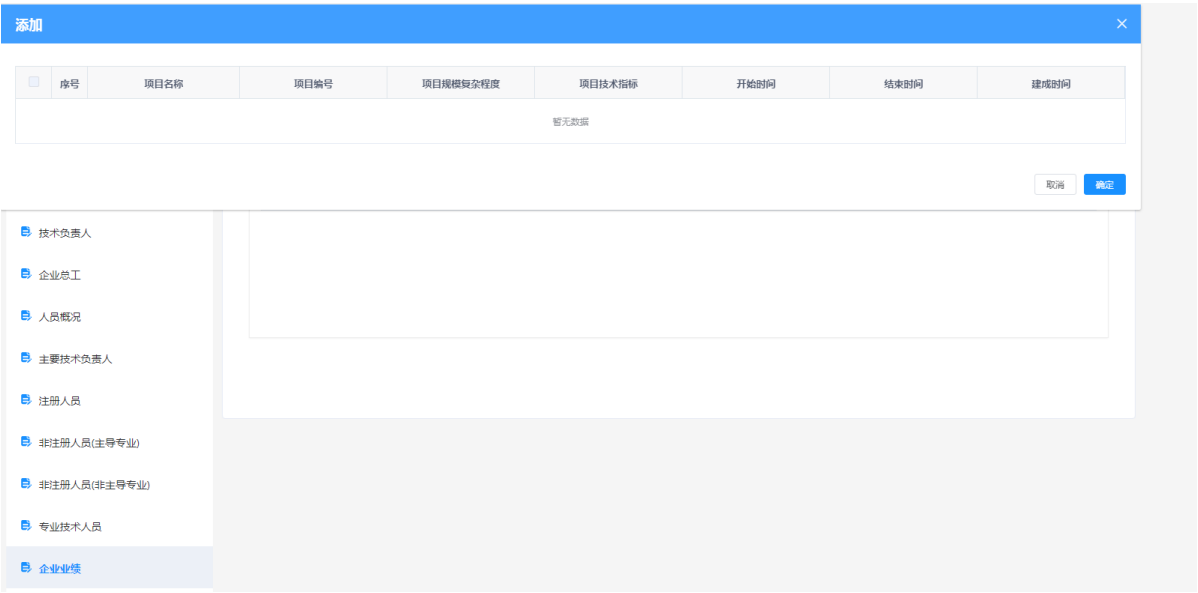 添加
序号 项目名称 项目编号 项目规模复杂程度 项目技术指标 开始时间 结束时间 建成时间
暂无数据
取消 确定
技术负责人
企业总工
人员概况
主要技术负责人
注册人员
非注册人员(主导专业)
非注册人员(非主导专业)
专业技术人员
企业业绩